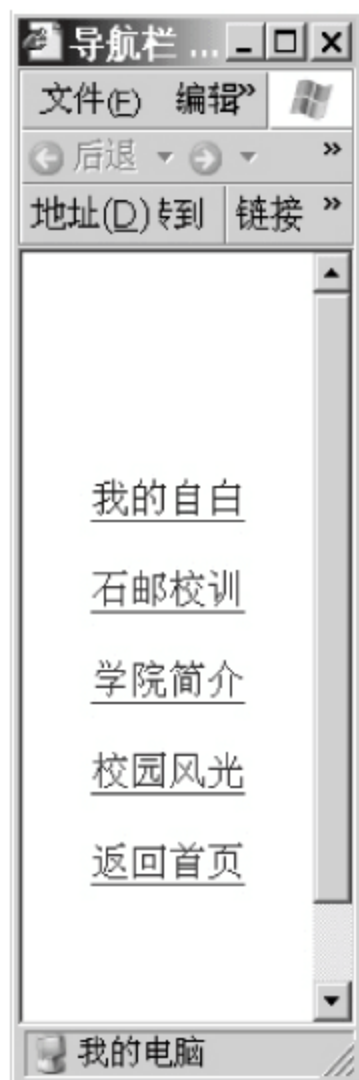 导航栏 ...
文件(E) 编辑»
后退 »
地址(D) 转到 链接 »
我的自白
石邮校训
学院简介
校园风光
返回首页
我的电脑